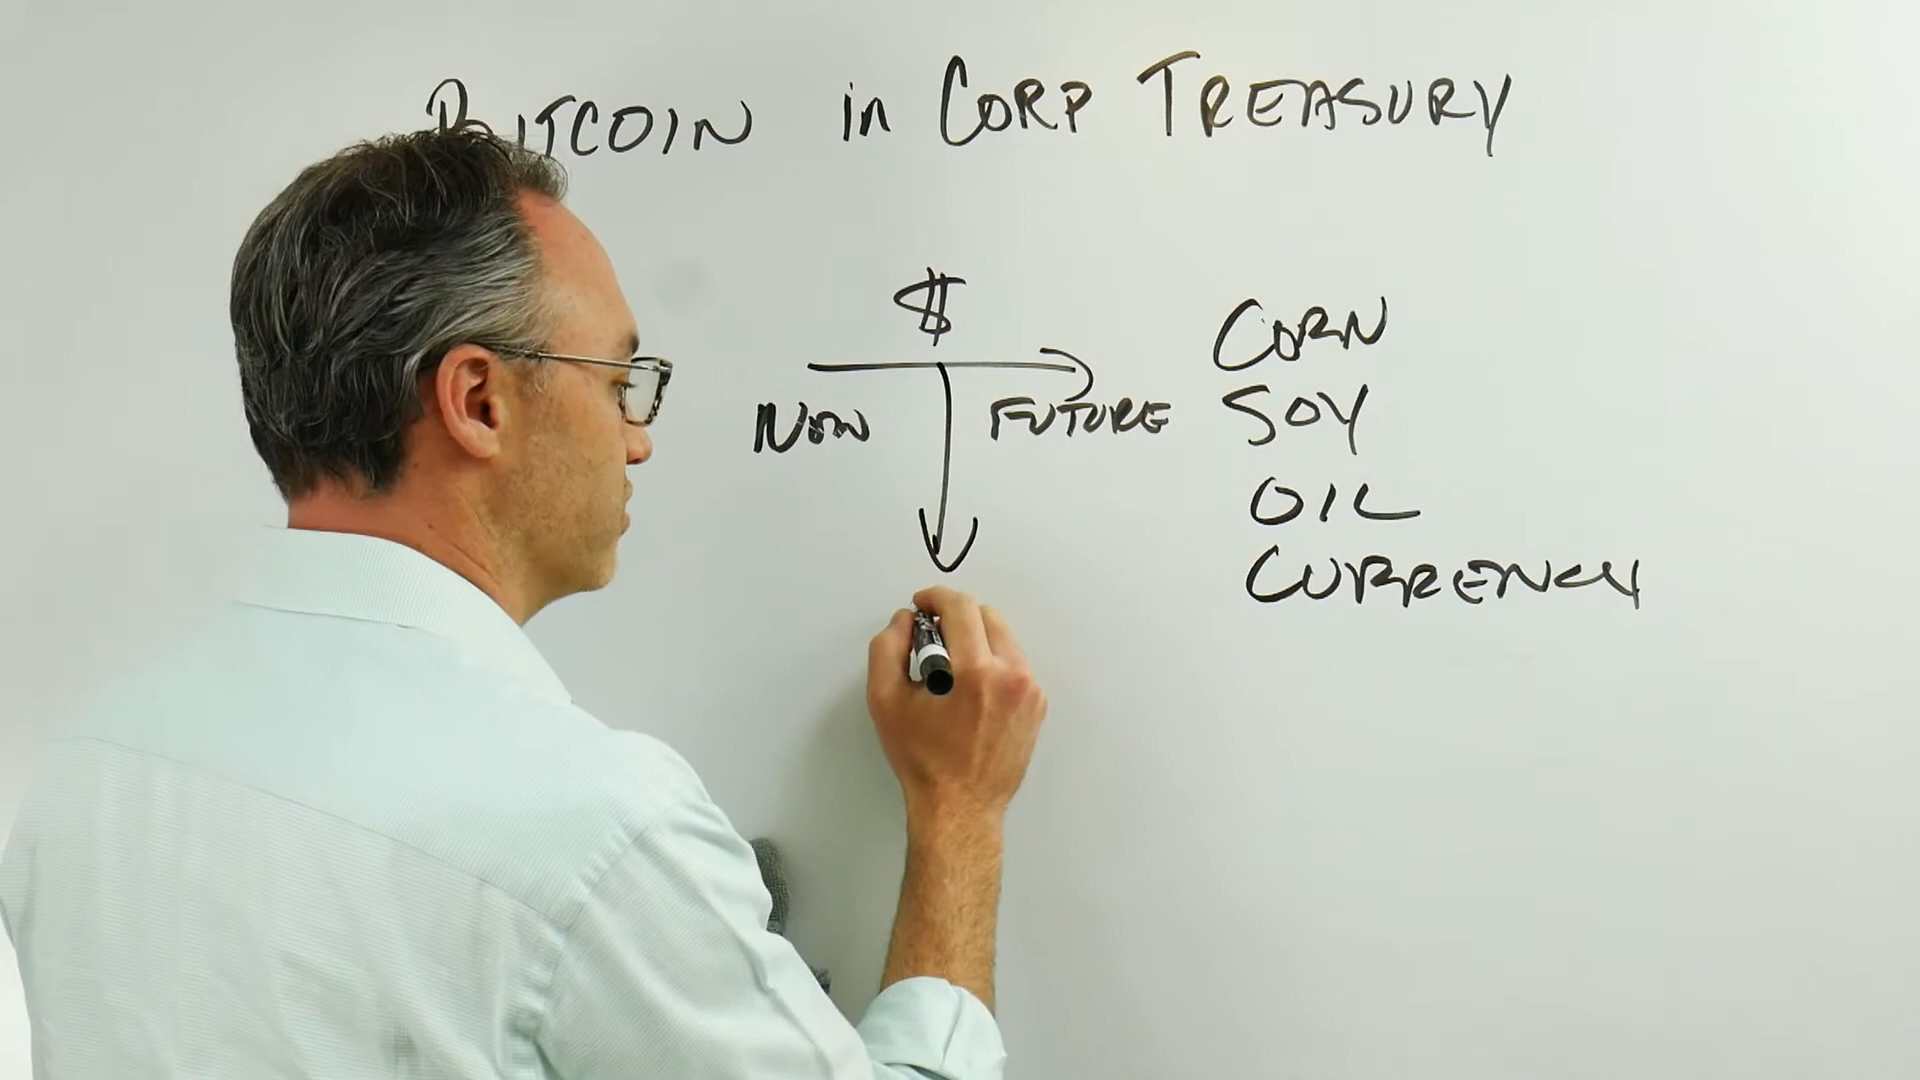 BITCOIN in CORP TREASURY
$
NOW FUTURE
CORN
SOY
OIL
CURRENCY